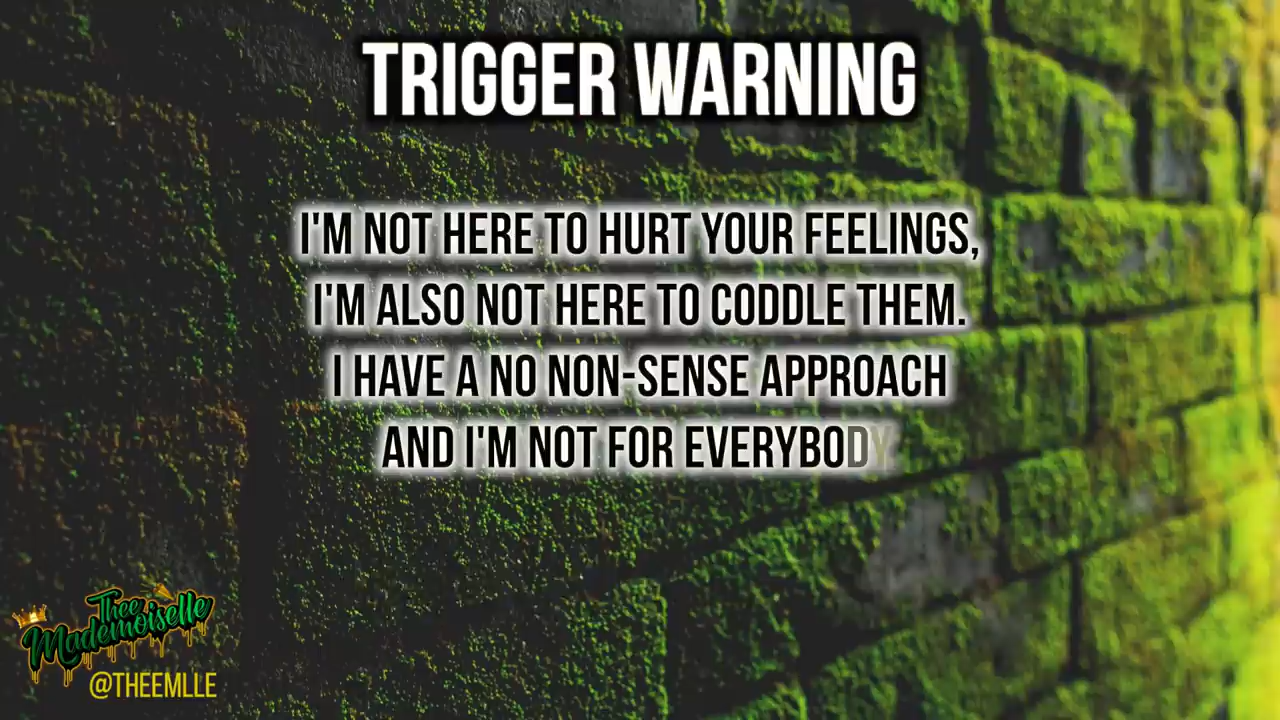 TRIGGER WARNING
I'M NOT HERE TO HURT YOUR FEELINGS,
I'M ALSO NOT HERE TO CODDLE THEM.
I HAVE A NO NON-SENSE APPROACH
AND I'M NOT FOR EVERYBODY
Thee
Mademoiselle
@THEEMLLE